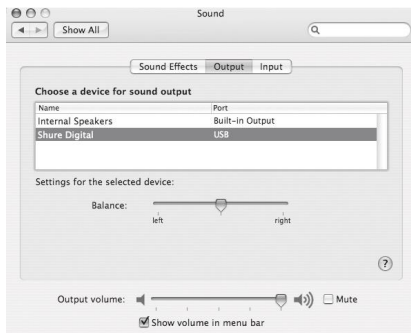 Sound
Show All
Sound Effects Output Input
Choose a device for sound output
Name Port
Internal Speakers Built-in Output
Shure Digital USB
Settings for the selected device:
Balance:
left right
?
Output volume: Mute
Show volume in menu bar